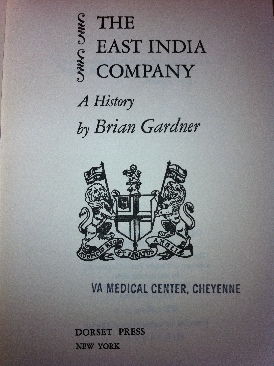 THE
EAST INDIA
COMPANY
A History
by Brian Gardner
VA MEDICAL CENTER, CHEYENNE
DORSET PRESS
NEW YORK